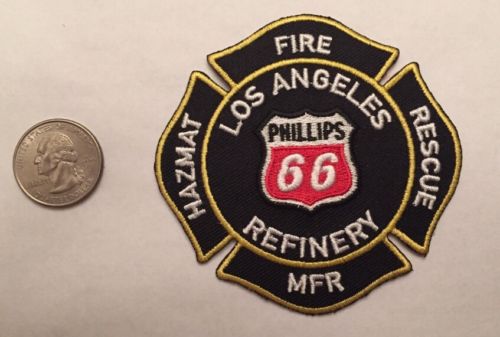 FIRE
LOS ANGELES
HAZMAT
PHILLIPS
66
RESCUE
REFINERY
MFR